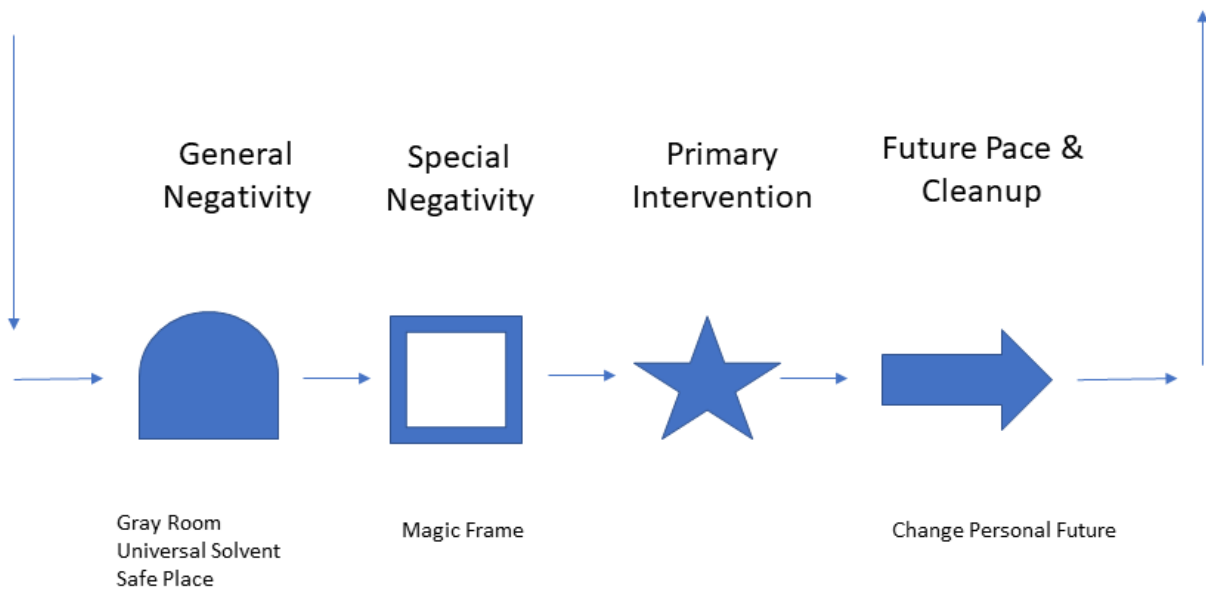 General
Negativity
Special
Negativity
Primary
Intervention
Future Pace &
Cleanup
Gray Room
Universal Solvent
Safe Place
Magic Frame
Change Personal Future